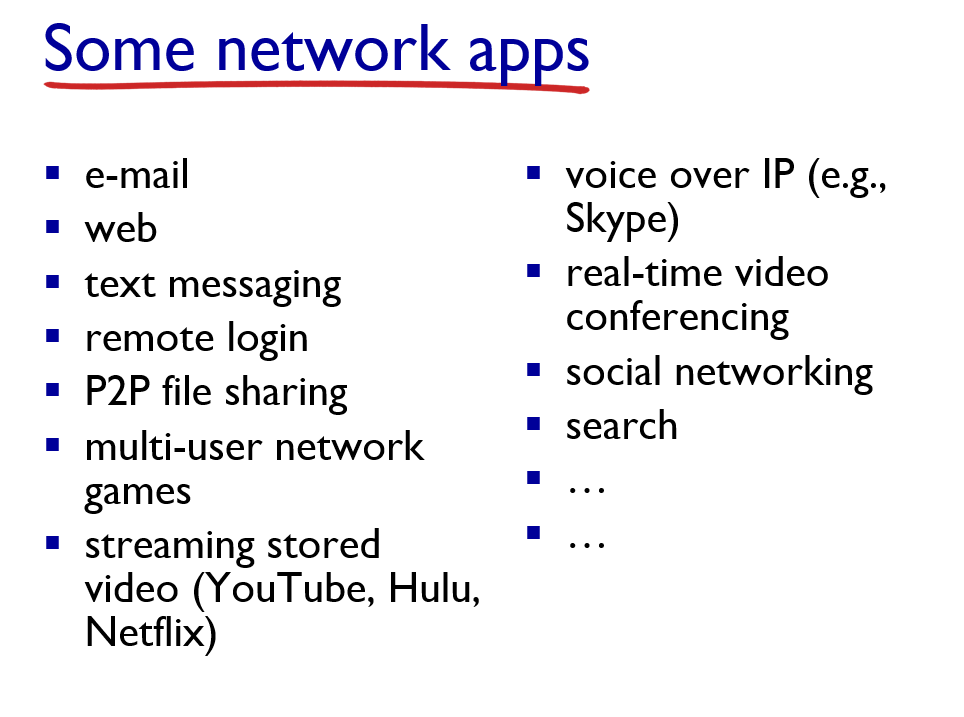 Some network apps
▪ e-mail
▪ web
▪ text messaging
▪ remote login
▪ P2P file sharing
▪ multi-user network
games
▪ streaming stored
video (YouTube, Hulu,
Netflix)
▪ voice over IP (e.g.,
Skype)
▪ real-time video
conferencing
▪ social networking
▪ search
▪ …
▪ …